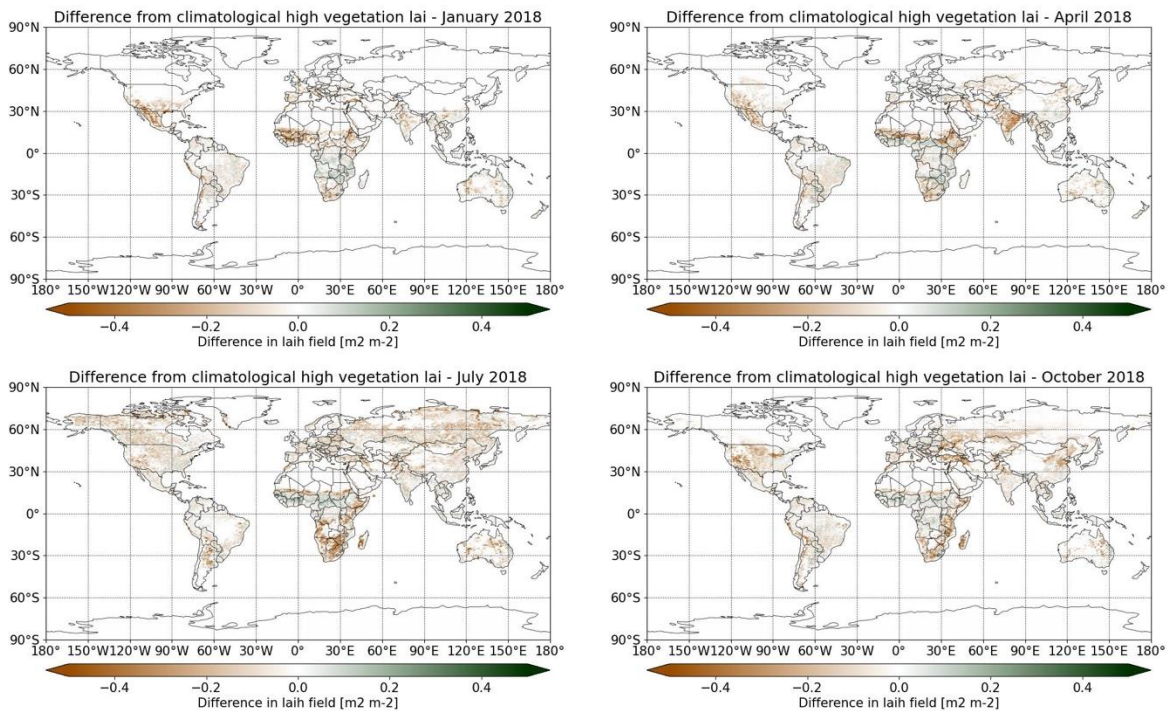 Difference from climatological high vegetation lai - January 2018
90°N
60°N
30°N
0°
30°S
60°S
90°S
180° 150°W 120°W 90°W 60°W 30°W 0° 30°E 60°E 90°E 120°E 150°E 180°
−0.4 −0.2 0.0 0.2 0.4
Difference in laih field [m2 m-2]
Difference from climatological high vegetation lai - April 2018
90°N
60°N
30°N
0°
30°S
60°S
90°S
180° 150°W 120°W 90°W 60°W 30°W 0° 30°E 60°E 90°E 120°E 150°E 180°
−0.4 −0.2 0.0 0.2 0.4
Difference in laih field [m2 m-2]
Difference from climatological high vegetation lai - July 2018
90°N
60°N
30°N
0°
30°S
60°S
90°S
180° 150°W 120°W 90°W 60°W 30°W 0° 30°E 60°E 90°E 120°E 150°E 180°
−0.4 −0.2 0.0 0.2 0.4
Difference in laih field [m2 m-2]
Difference from climatological high vegetation lai - October 2018
90°N
60°N
30°N
0°
30°S
60°S
90°S
180° 150°W 120°W 90°W 60°W 30°W 0° 30°E 60°E 90°E 120°E 150°E 180°
−0.4 −0.2 0.0 0.2 0.4
Difference in laih field [m2 m-2]